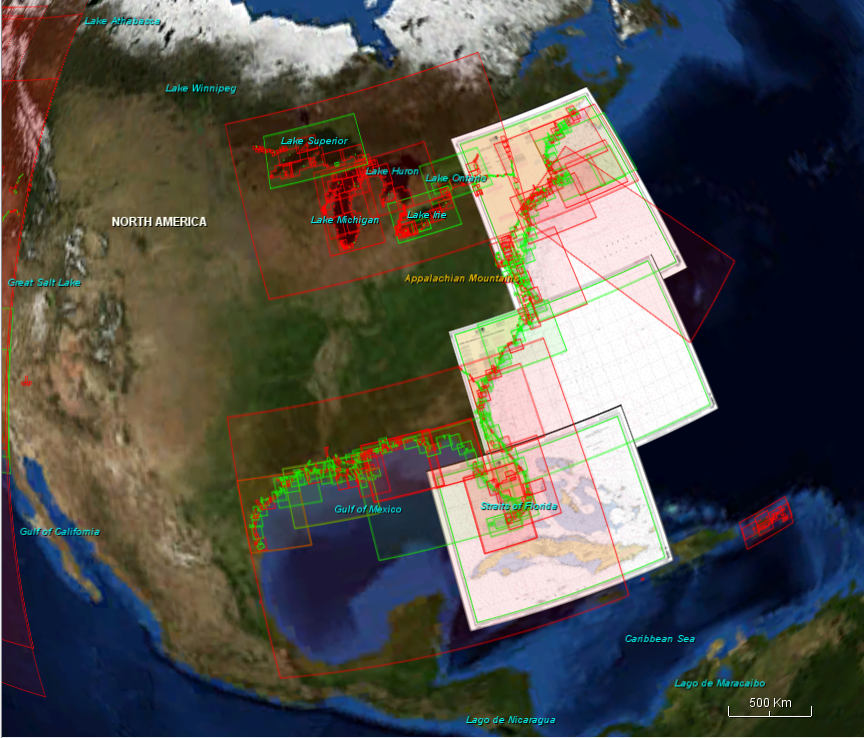 Lake Athabasca
Lake Winnipeg
Lake Superior
Lake Huron
Lake Ontario
Lake Michigan
Lake Irie
NORTH AMERICA
Appalachian Mountains
Great Salt Lake
Gulf of Mexico
Straits of Florida
Gulf of California
Caribbean Sea
Lago de Maracaibo
500 Km
Lago de Nicaragua